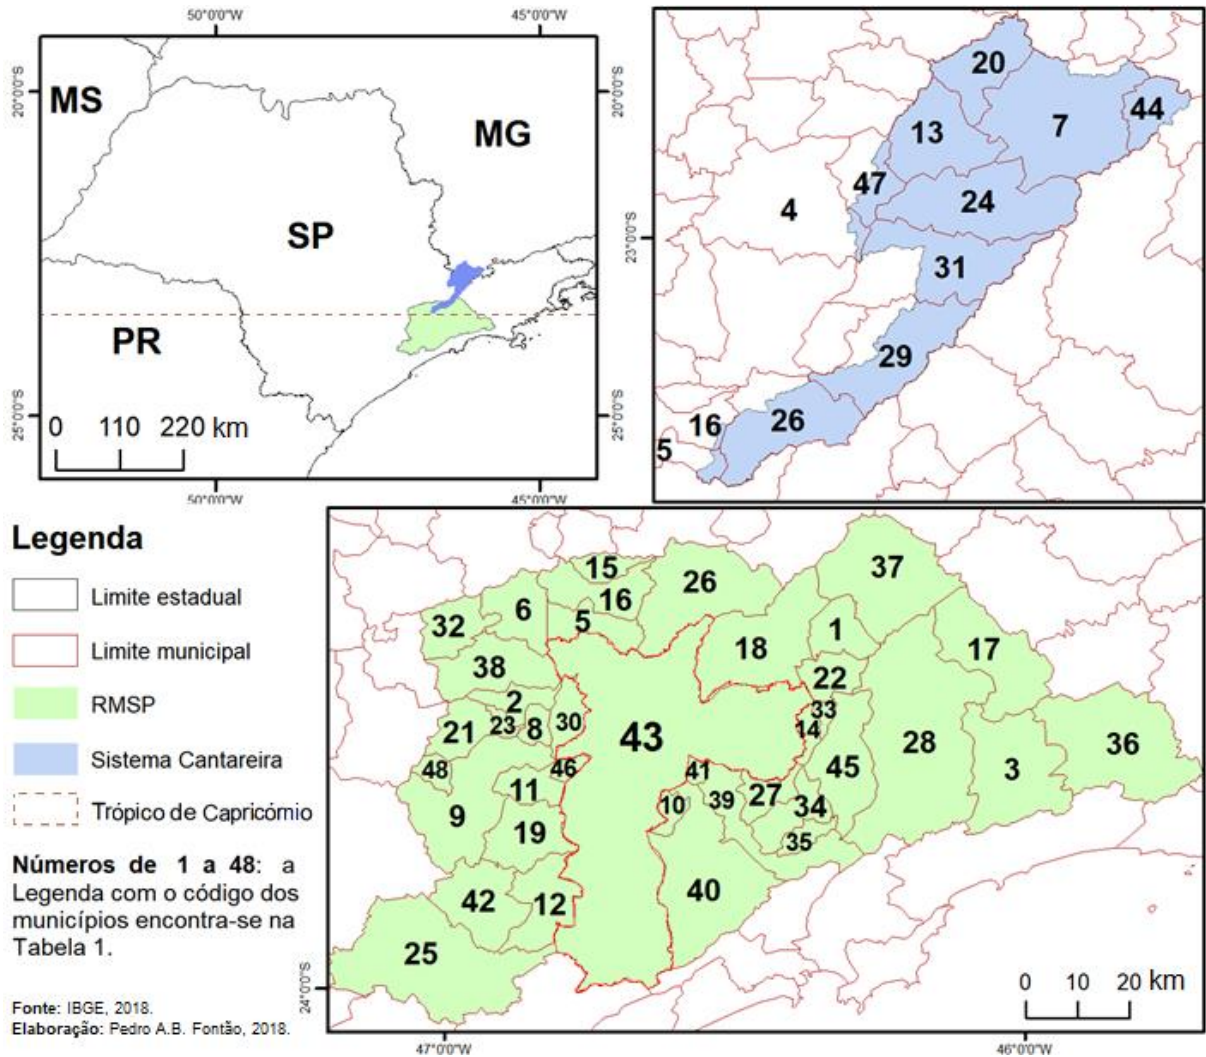 50°0'0"W 45°0'0"W
20°0'0"S 20°0'0"S
MS
MG
SP
PR
25°0'0"S 25°0'0"S
0 110 220 km
50°0'0"W 45°0'0"W
20
44
7
13
47
24
4
23°0'0"S
31
29
26
16
5
Legenda
Limite estadual
Limite municipal
RMSP
Sistema Cantareira
Trópico de Capricórnio
Números de 1 a 48: a
Legenda com o código dos
municípios encontra-se na
Tabela 1.
Fonte: IBGE, 2018.
Elaboração: Pedro A.B. Fontão, 2018.
15
37
26
16
6
5
32
1
18
17
38
22
2
33
30
23
8
21
14
43
28
36
45
46
41
48
3
11
27
39
10
34
9
19
35
40
42
12
25
24°0'0"S
0 10 20 km
47°0'0"W 46°0'0"W